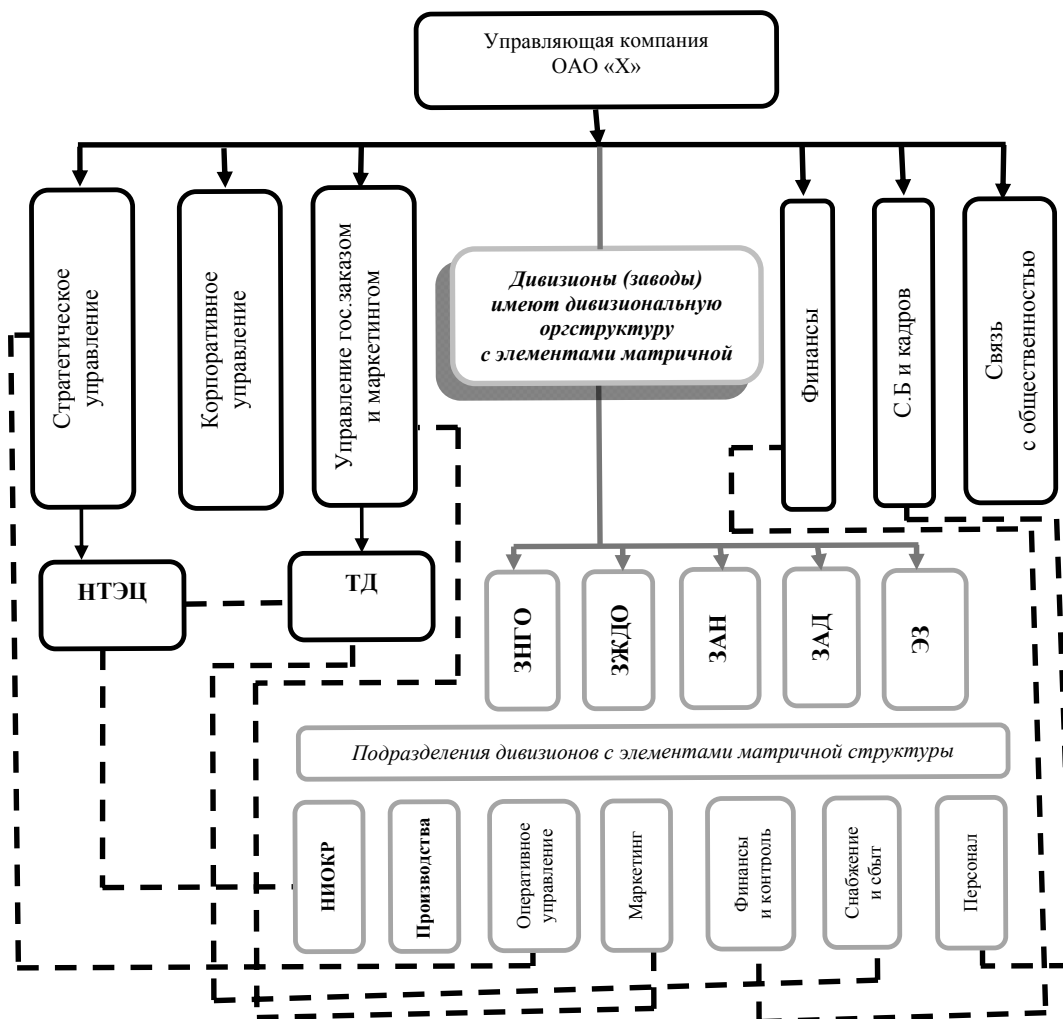 Управляющая компания
ОАО «Х»
Стратегическое
управление
Корпоративное
управление
Управление гос.заказом
и маркетингом
Дивизионы (заводы)
имеют дивизиональную
оргструктуру
с элементами матричной
Финансы
С.Б и кадров
Связь
с общественностью
НТЭЦ
ТД
ЗНГО
ЗЖДО
ЗАН
ЗАД
ЭЗ
Подразделения дивизионов с элементами матричной структуры
НИОКР
Производства
Оперативное
управление
Маркетинг
Финансы
и контроль
Снабжение
и сбыт
Персонал